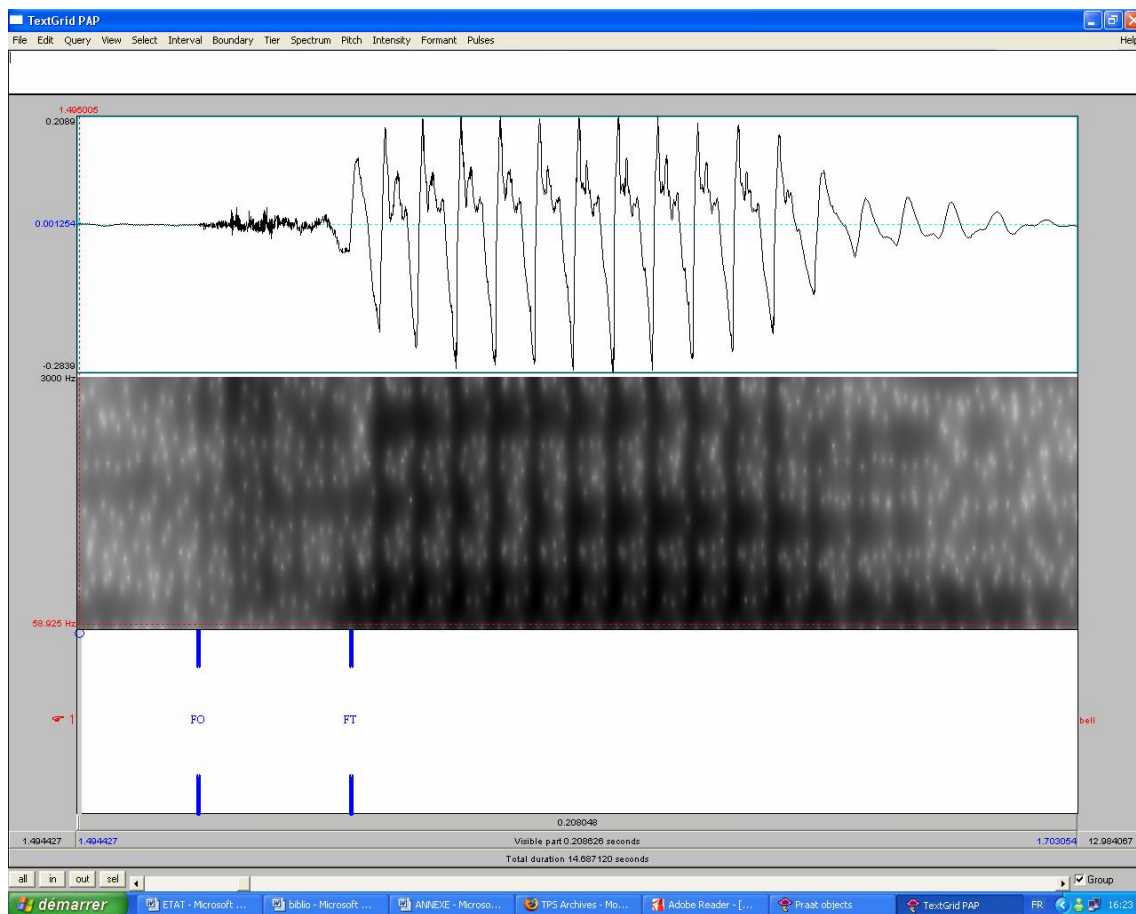 TextGrid PAP
File Edit Query View Select Interval Boundary Tier Spectrum Pitch Intensity Formant Pulses Help
1.495005
0.2089
0.001254
-0.2839
3000 Hz
58.925 Hz
FO FT
1 bell
0.208048
1.494427 1.494427 Visible part 0.208626 seconds 1.703054 12.984067
Total duration 14.687120 seconds
all in out sel Group
démarrer ETAT - Microsoft ... biblio - Microsoft ... ANNEXE - Microso... TPS Archives - Mo... Adobe Reader - [... Praat objects TextGrid PAP FR 16:23